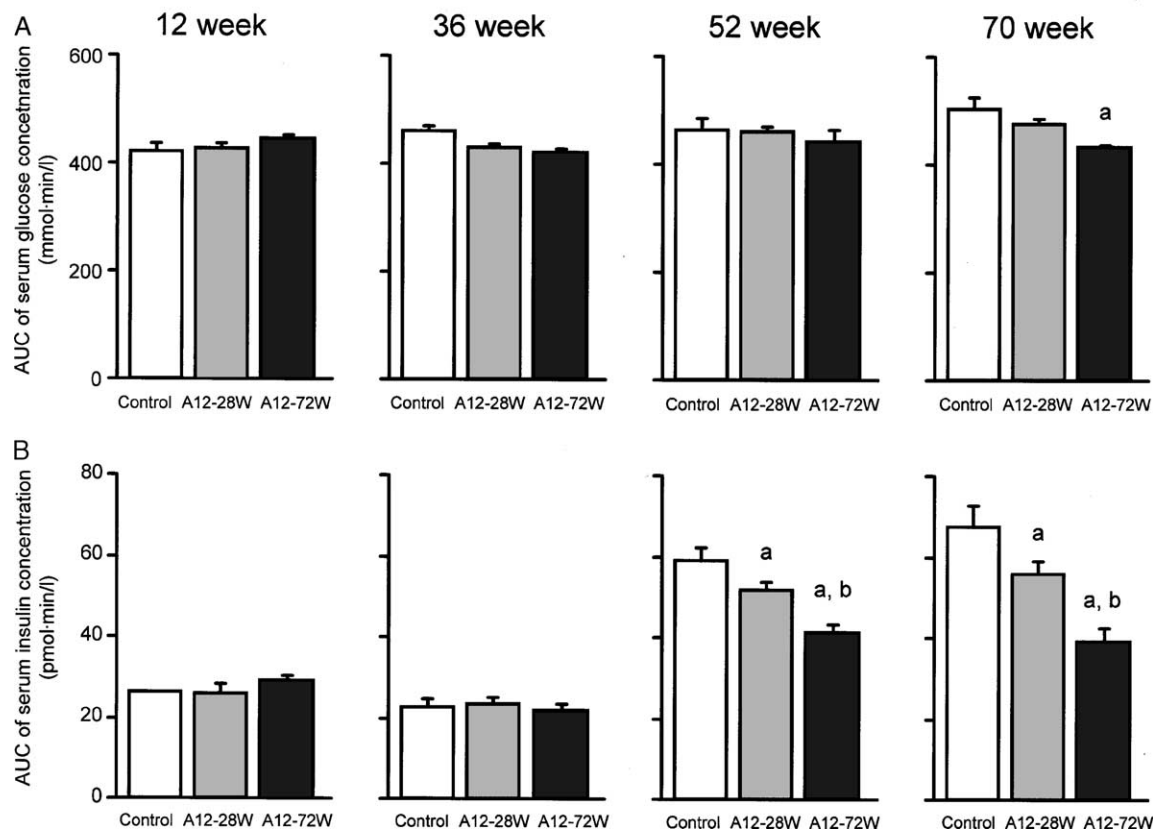 A
12 week
36 week
52 week
70 week
AUC of serum glucose concetnration
(mmol·min/l)
600
400
200
0
a
Control A12-28W A12-72W
Control A12-28W A12-72W
Control A12-28W A12-72W
Control A12-28W A12-72W
B
AUC of serum insulin concentration
(pmol·min/l)
80
60
40
20
0
a
a, b
a
a, b
Control A12-28W A12-72W
Control A12-28W A12-72W
Control A12-28W A12-72W
Control A12-28W A12-72W